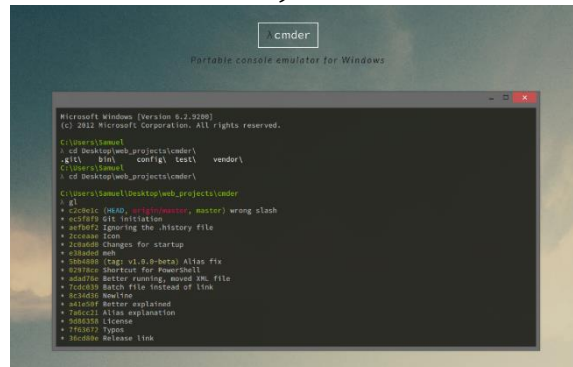 λ cmder
Portable console emulator for Windows
Microsoft Windows [Version 6.2.9200]
(c) 2012 Microsoft Corporation. All rights reserved.
C:\Users\Samuel
λ cd Desktop\web_projects\cmder\
.git\ bin\ config\ test\ vendor\
C:\Users\Samuel
λ cd Desktop\web_projects\cmder\
C:\Users\Samuel\Desktop\web_projects\cmder
λ gl
* c2c0e1c (HEAD, origin/master, master) wrong slash
* ec5f8f9 Git initiation
* aefb0f2 Ignoring the .history file
* 2cceaae Icon
* 2c0a6d0 Changes for startup
* e38aded meh
* 5bb4808 (tag: v1.0.0-beta) Alias fix
* 02978ce Shortcut for PowerShell
* adad76e Better running, moved XML file
* 7cdc039 Batch file instead of link
* 8c34d36 Newline
* a41e50f Better explained
* 7a6cc21 Alias explanation
* 9d86358 License
* 7f63672 Typos
* 36cd80e Release link